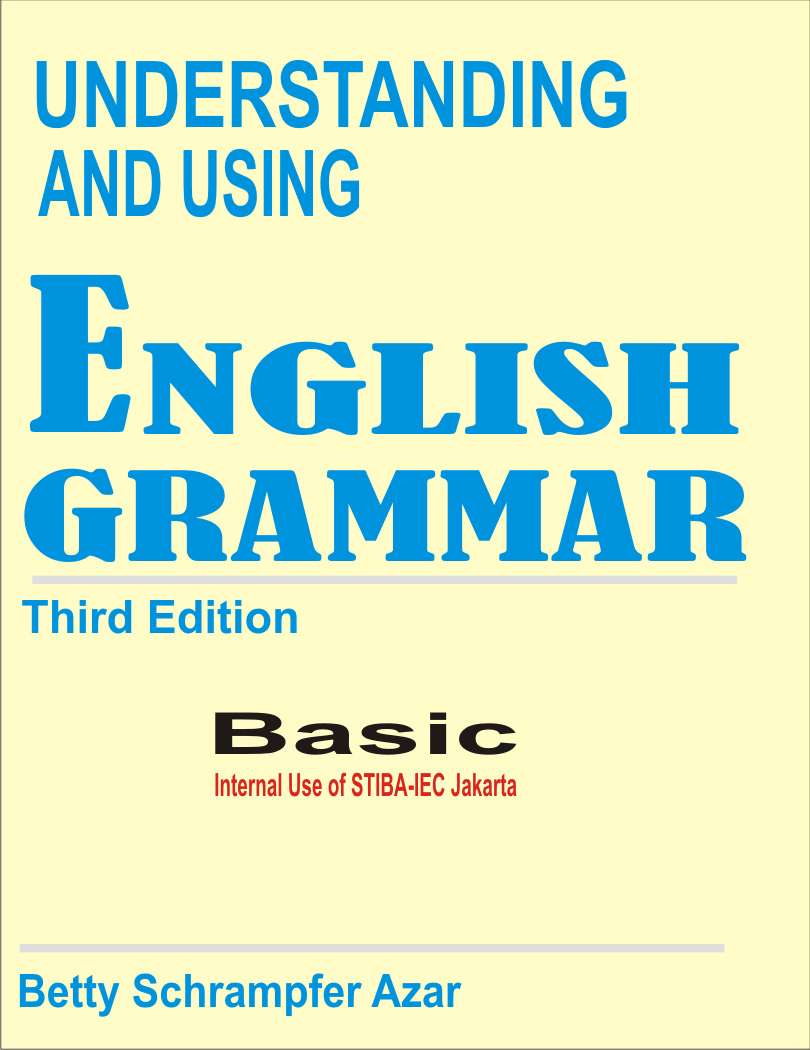 UNDERSTANDING
AND USING
ENGLISH
GRAMMAR
Third Edition
Basic
Internal Use of STIBA-IEC Jakarta
Betty Schrampfer Azar